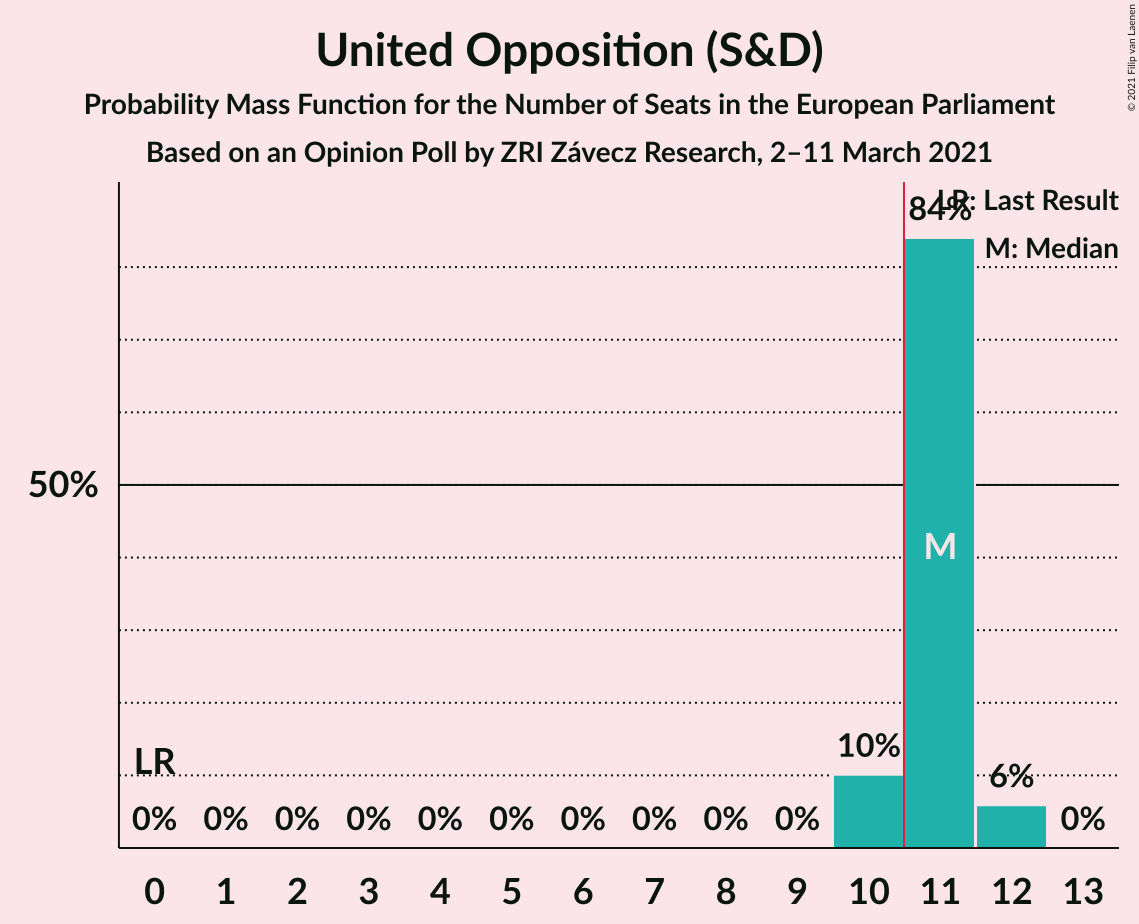 United Opposition (S&D)
Probability Mass Function for the Number of Seats in the European Parliament
Based on an Opinion Poll by ZRI Závecz Research, 2–11 March 2021
© 2021 Filip van Laenen
LR: Last Result
84%
M: Median
50%
M
10%
LR
6%
0% 0% 0% 0% 0% 0% 0% 0% 0% 0% 0%
0 1 2 3 4 5 6 7 8 9 10 11 12 13